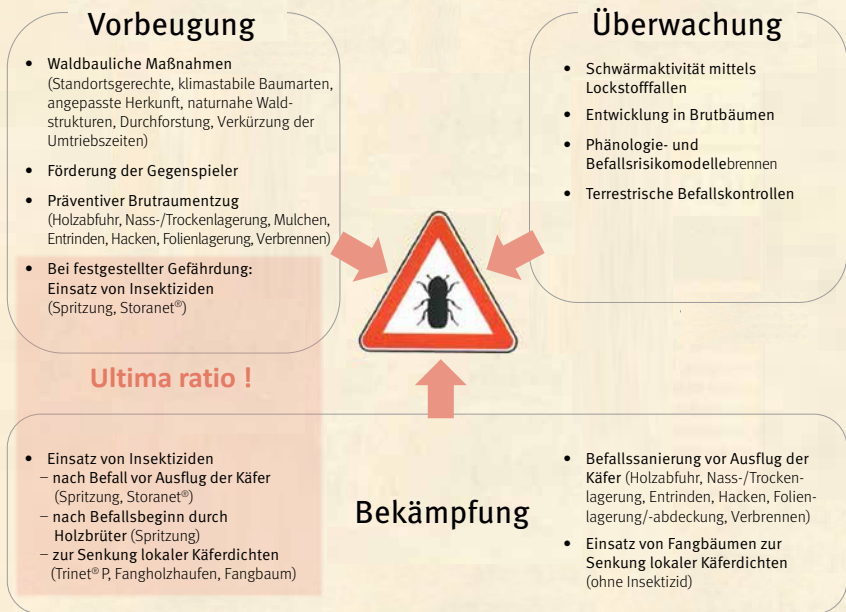 Vorbeugung
• Waldbauliche Maßnahmen
(Standortsgerechte, klimastabile Baumarten,
angepasste Herkunft, naturnahe Wald-
strukturen, Durchforstung, Verkürzung der
Umtriebszeiten)
• Förderung der Gegenspieler
• Präventiver Brutraumentzug
(Holzabfuhr, Nass-/Trockenlagerung, Mulchen,
Entrinden, Hacken, Folienlagerung, Verbrennen)
• Bei festgestellter Gefährdung:
Einsatz von Insektiziden
(Spritzung, Storanet®)
Ultima ratio !
Überwachung
• Schwärmaktivität mittels
Lockstofffallen
• Entwicklung in Brutbäumen
• Phänologie- und
Befallsrisikomodellebrennen
• Terrestrische Befallskontrollen
• Einsatz von Insektiziden
– nach Befall vor Ausflug der Käfer
(Spritzung, Storanet®)
– nach Befallsbeginn durch
Holzbrüter (Spritzung)
– zur Senkung lokaler Käferdichten
(Trinet® P, Fangholzhaufen, Fangbaum)
Bekämpfung
• Befallssanierung vor Ausflug der
Käfer (Holzabfuhr, Nass-/Trocken-
lagerung, Entrinden, Hacken, Folien-
lagerung/-abdeckung, Verbrennen)
• Einsatz von Fangbäumen zur
Senkung lokaler Käferdichten
(ohne Insektizid)